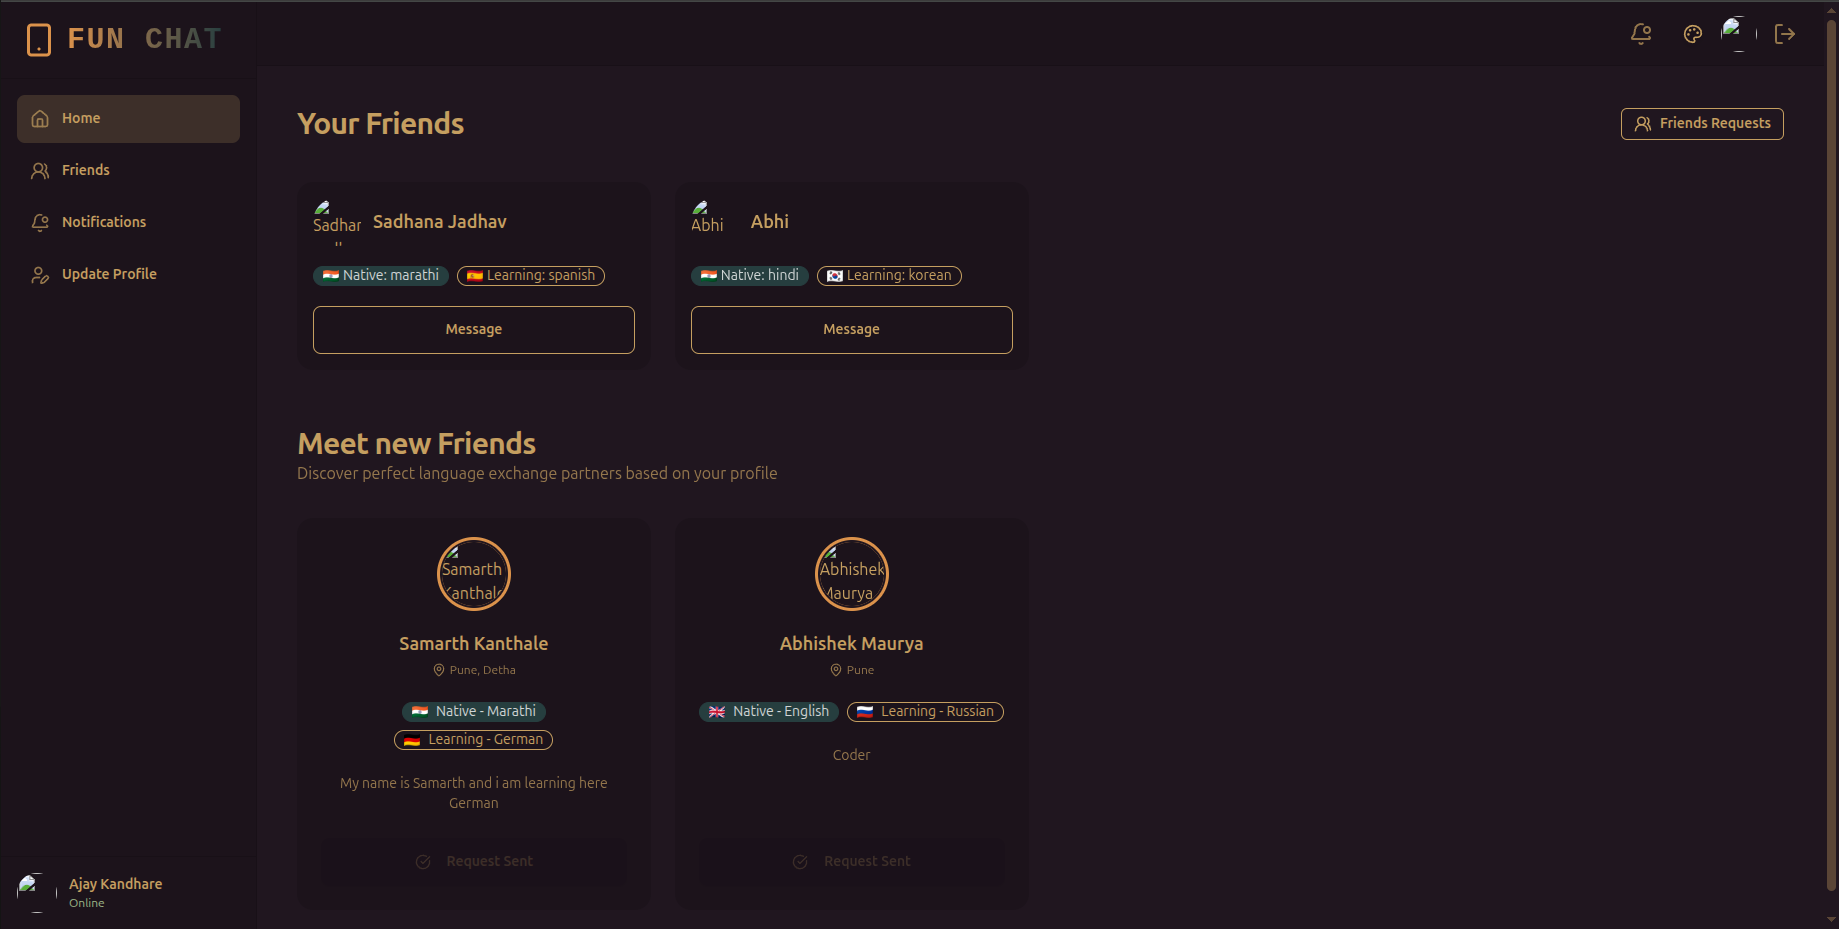 FUN CHAT
Home
Friends
Notifications
Update Profile
Your Friends
Friends Requests
Sadhar
Sadhana Jadhav
Native: marathi
Learning: spanish
Message
Abhi
Abhi
Native: hindi
Learning: korean
Message
Meet new Friends
Discover perfect language exchange partners based on your profile
Samarth
Kanthale
Samarth Kanthale
Pune, Detha
Native - Marathi
Learning - German
My name is Samarth and i am learning here
German
Request Sent
Abhishek
Maurya
Abhishek Maurya
Pune
Native - English
Learning - Russian
Coder
Request Sent
Ajay Kandhare
Online